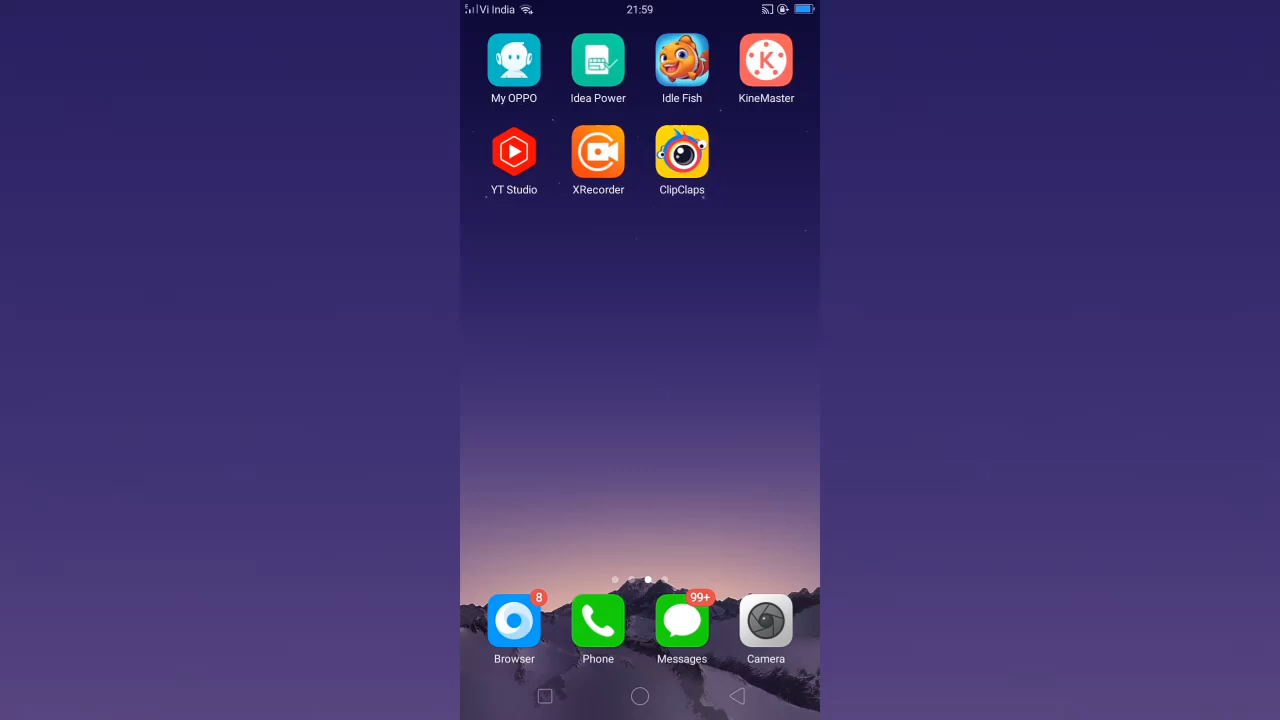 Vi India 21:59
My OPPO Idea Power Idle Fish KineMaster
YT Studio XRecorder ClipClaps
8 99+
Browser Phone Messages Camera